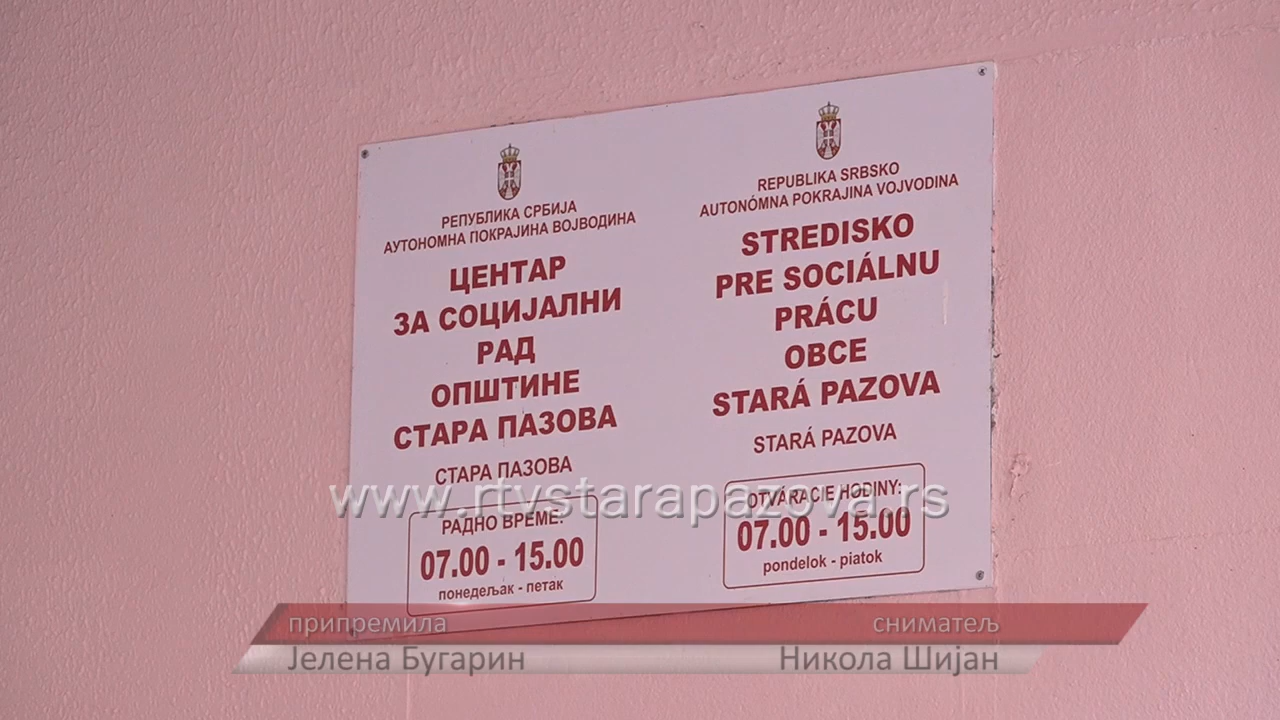 РЕПУБЛИКА СРБИЈА
АУТОНОМНА ПОКРАЈИНА ВОЈВОДИНА
ЦЕНТАР
ЗА СОЦИЈАЛНИ
РАД
ОПШТИНЕ
СТАРА ПАЗОВА
СТАРА ПАЗОВА
РАДНО ВРЕМЕ:
07.00 - 15.00
понедељак - петак
REPUBLIKA SRBSKO
AUTONÓMNA POKRAJINA VOJVODINA
STREDISKO
PRE SOCIÁLNU
PRÁCU
OBCE
STARÁ PAZOVA
STARÁ PAZOVA
OTVÁRACIE HODINY:
07.00 - 15.00
pondelok - piatok
www.rtvstarapazova.rs
припремила
Јелена Бугарин
сниматељ
Никола Шијан